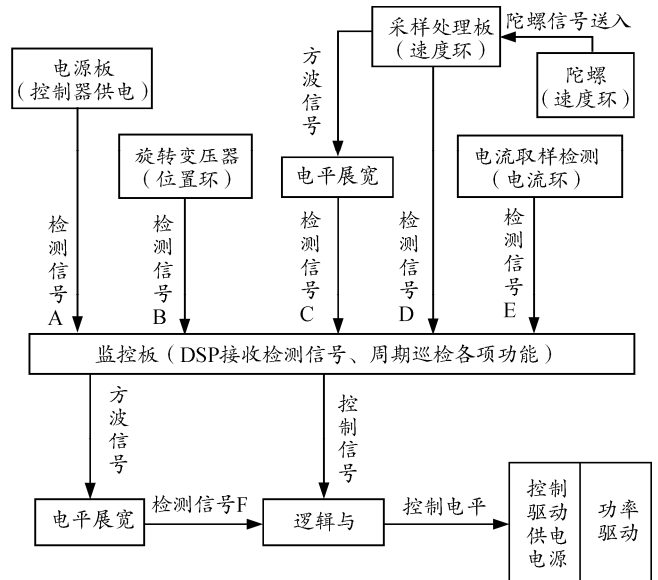 采样处理板
(速度环)
陀螺信号送入
陀螺
(速度环)
方波信号
电源板
(控制器供电)
旋转变压器
(位置环)
电平展宽
电流取样检测
(电流环)
检测信号A
检测信号B
检测信号C
检测信号D
检测信号E
监控板(DSP接收检测信号、周期巡检各项功能)
方波信号
控制信号
电平展宽
检测信号F
逻辑与
控制电平
控制
驱动
供电
电源
功率
驱动